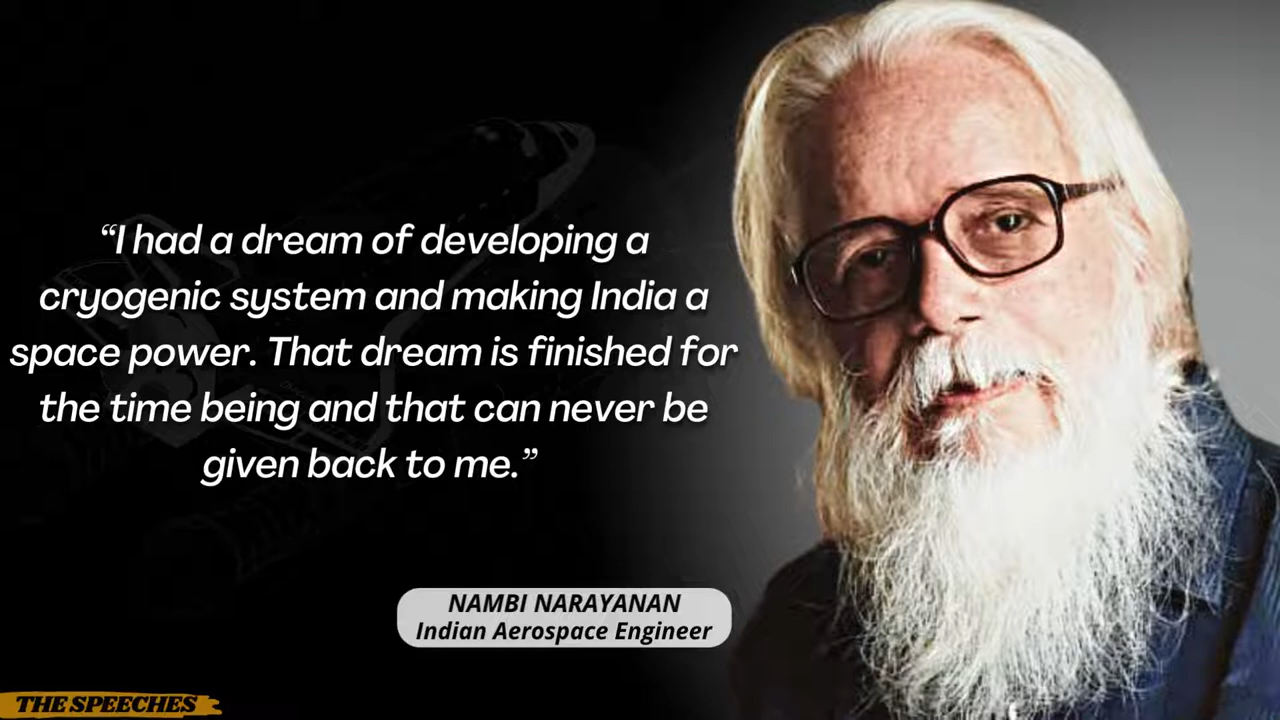 “I had a dream of developing a
cryogenic system and making India a
space power. That dream is finished for
the time being and that can never be
given back to me.”
NAMBI NARAYANAN
Indian Aerospace Engineer
THE SPEECHES